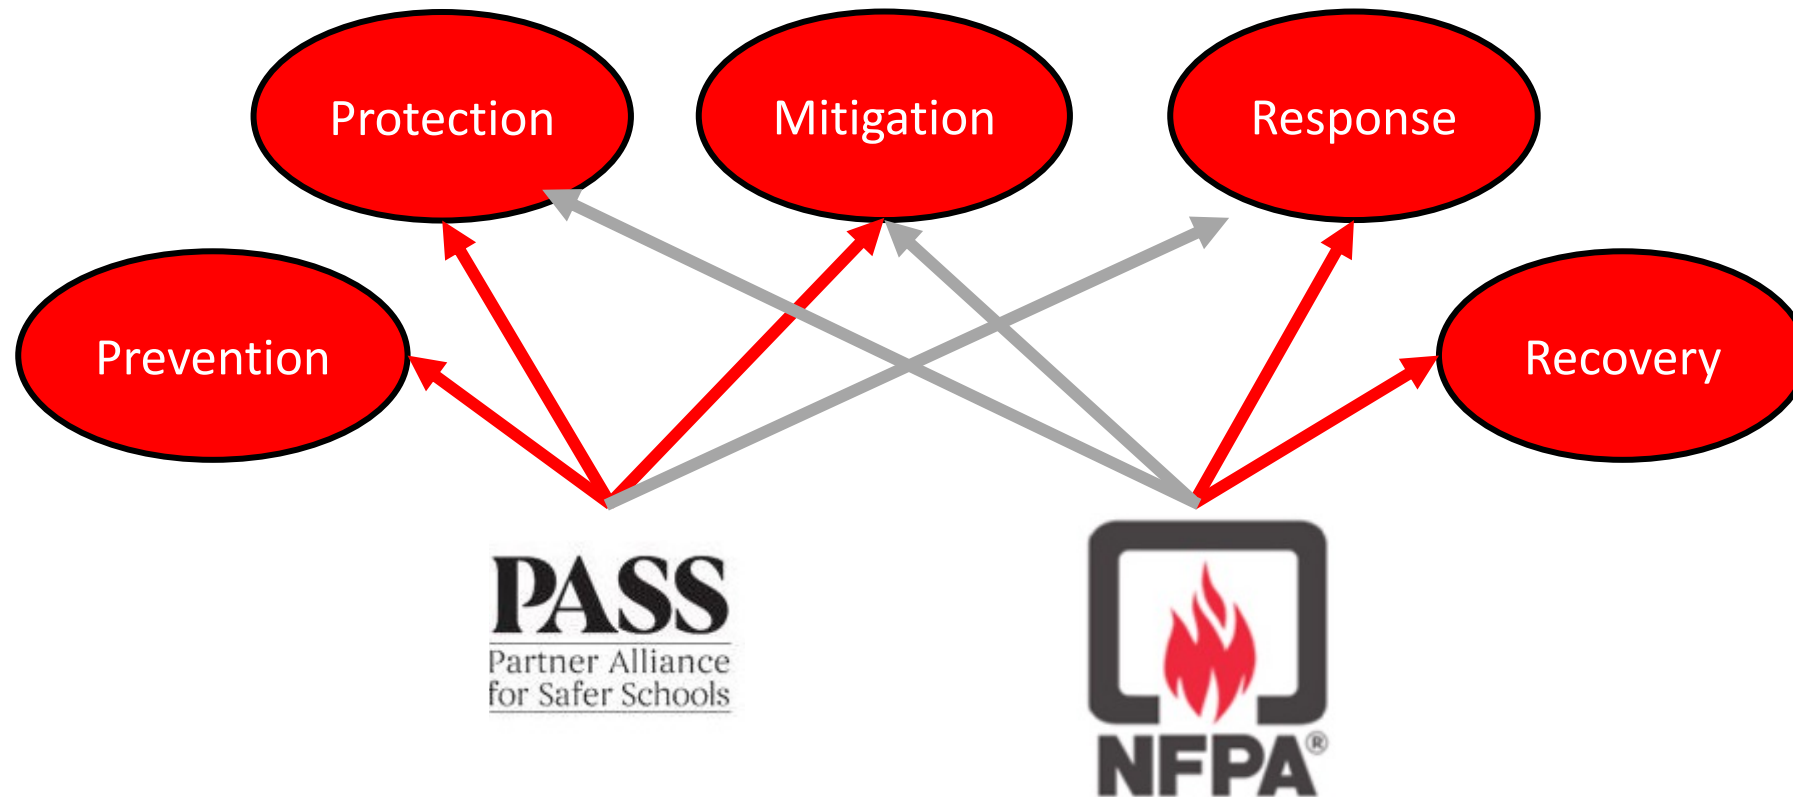 Protection
Mitigation
Response
Prevention
Recovery
PASS
Partner Alliance
for Safer Schools
NFPA®